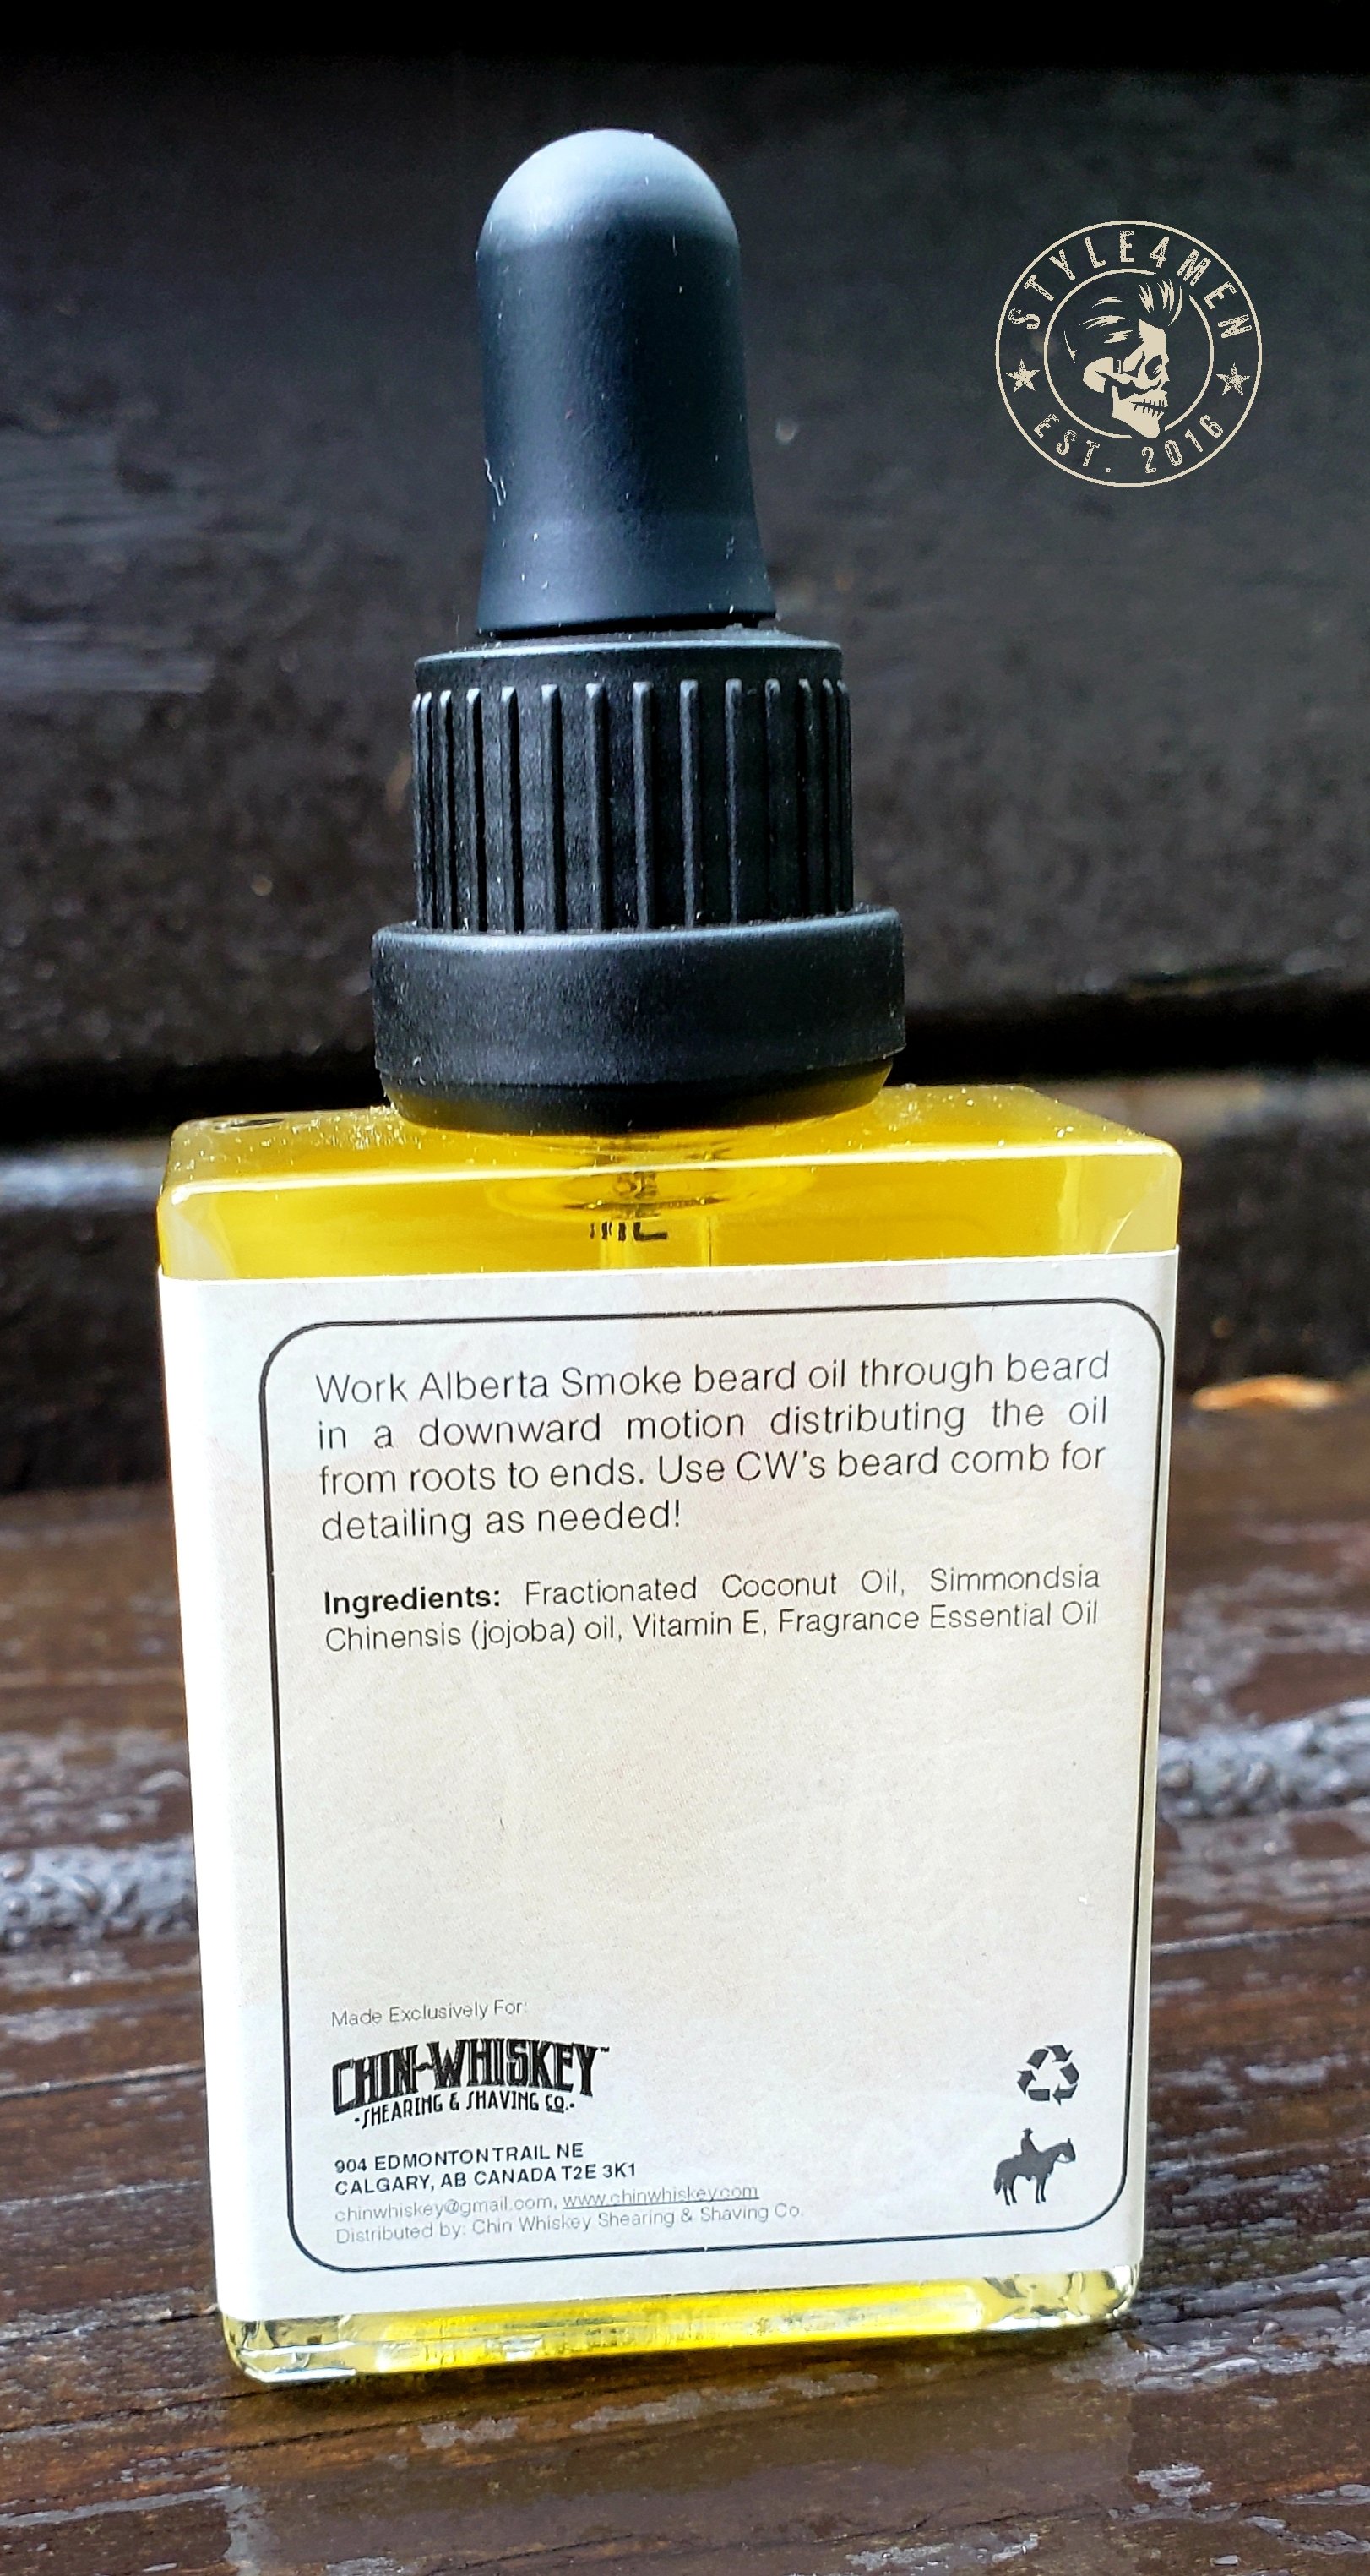 STYLE4MEN
EST. 2016
Work Alberta Smoke beard oil through beard
in a downward motion distributing the oil
from roots to ends. Use CW's beard comb for
detailing as needed!
Ingredients: Fractionated Coconut Oil, Simmondsia
Chinensis (jojoba) oil, Vitamin E, Fragrance Essential Oil
Made Exclusively For:
CHIN-WHISKEY™
·SHEARING & SHAVING CO.·
904 EDMONTON TRAIL NE
CALGARY, AB CANADA T2E 3K1
chinwhiskey@gmail.com, www.chinwhiskey.com
Distributed by: Chin Whiskey Shearing & Shaving Co.